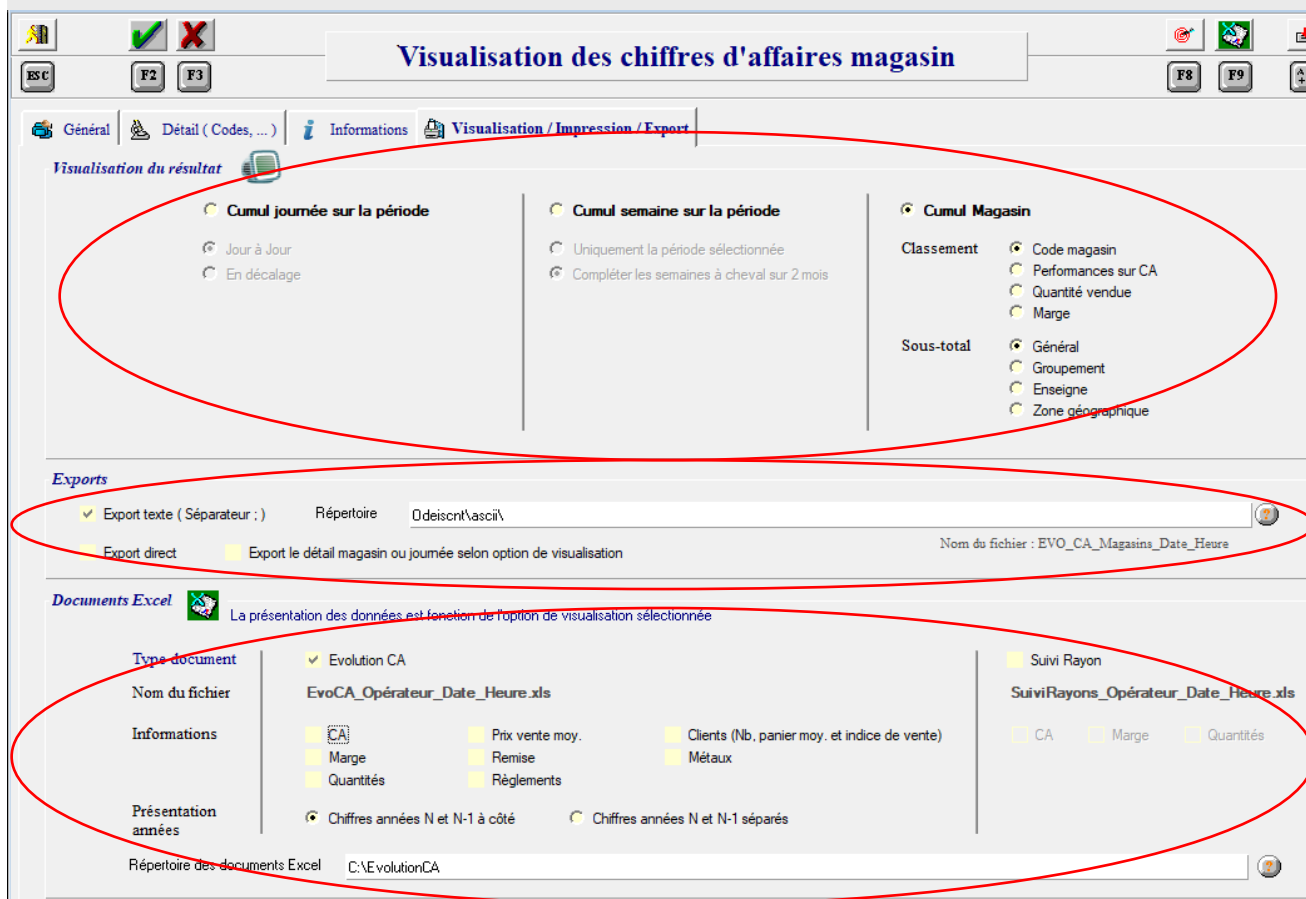 Visualisation des chiffres d'affaires magasin
ESC F2 F3 F8 F9
Général Détail ( Codes, ... ) Informations Visualisation / Impression / Export
Visualisation du résultat
Cumul journée sur la période Cumul semaine sur la période Cumul Magasin
Jour à Jour Uniquement la période sélectionnée Classement Code magasin
En décalage Compléter les semaines à cheval sur 2 mois Performances sur CA
Quantité vendue
Marge
Sous-total Général
Groupement
Enseigne
Zone géographique
Exports
Export texte ( Séparateur ; ) Répertoire 0deiscnt\ascii\
Export direct Export le détail magasin ou journée selon option de visualisation Nom du fichier : EVO_CA_Magasins_Date_Heure
Documents Excel La présentation des données est fonction de l'option de visualisation sélectionnée
Type document Evolution CA Suivi Rayon
Nom du fichier EvoCA_Opérateur_Date_Heure.xls SuiviRayons_Opérateur_Date_Heure.xls
Informations CA Prix vente moy. Clients (Nb, panier moy. et indice de vente) CA Marge Quantités
Marge Remise Métaux
Quantités Règlements
Présentation
années Chiffres années N et N-1 à côté Chiffres années N et N-1 séparés
Répertoire des documents Excel C:\EvolutionCA